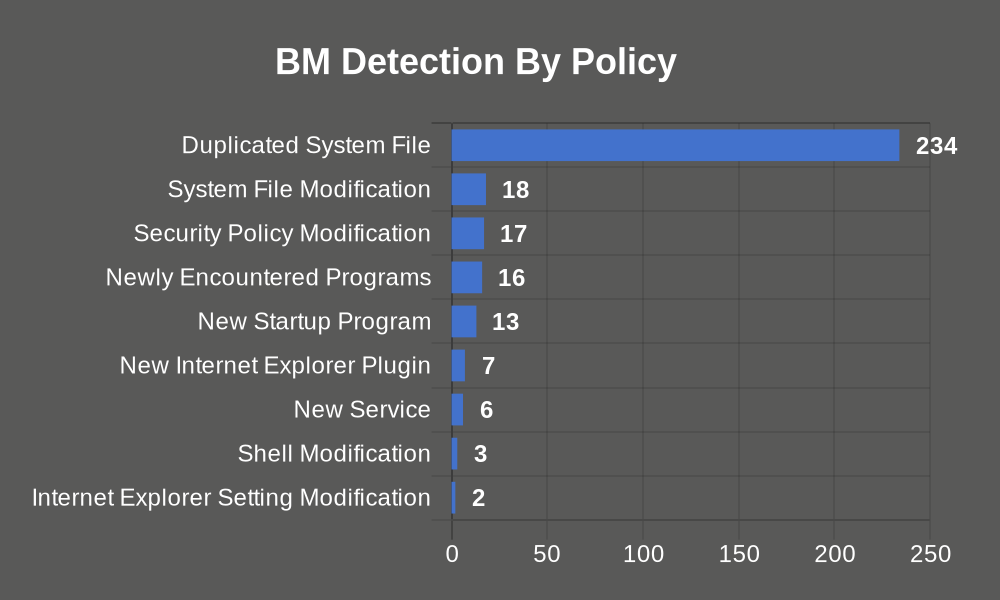 BM Detection By Policy
Duplicated System File 234
System File Modification 18
Security Policy Modification 17
Newly Encountered Programs 16
New Startup Program 13
New Internet Explorer Plugin 7
New Service 6
Shell Modification 3
Internet Explorer Setting Modification 2
0 50 100 150 200 250